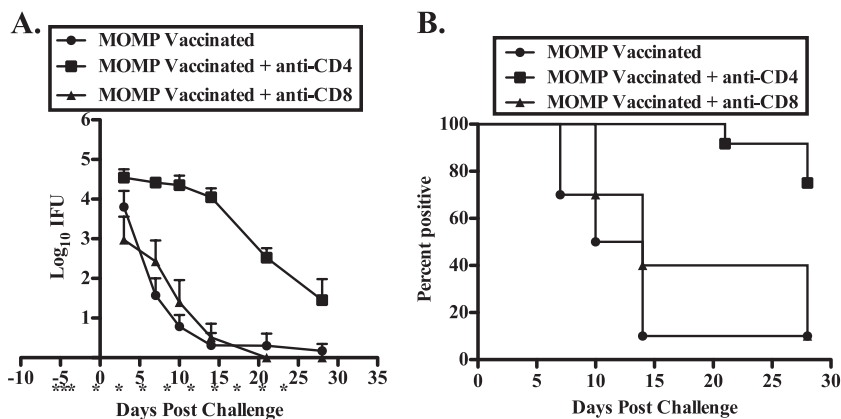 A.
MOMP Vaccinated
MOMP Vaccinated + anti-CD4
MOMP Vaccinated + anti-CD8
6
5
4
3
2
1
Log10 IFU
-10 -5 0 5 10 15 20 25 30 35
**** * * * * * * * * *
Days Post Challenge
B.
MOMP Vaccinated
MOMP Vaccinated + anti-CD4
MOMP Vaccinated + anti-CD8
100
80
60
40
20
0
Percent positive
0 5 10 15 20 25 30
Days Post Challenge